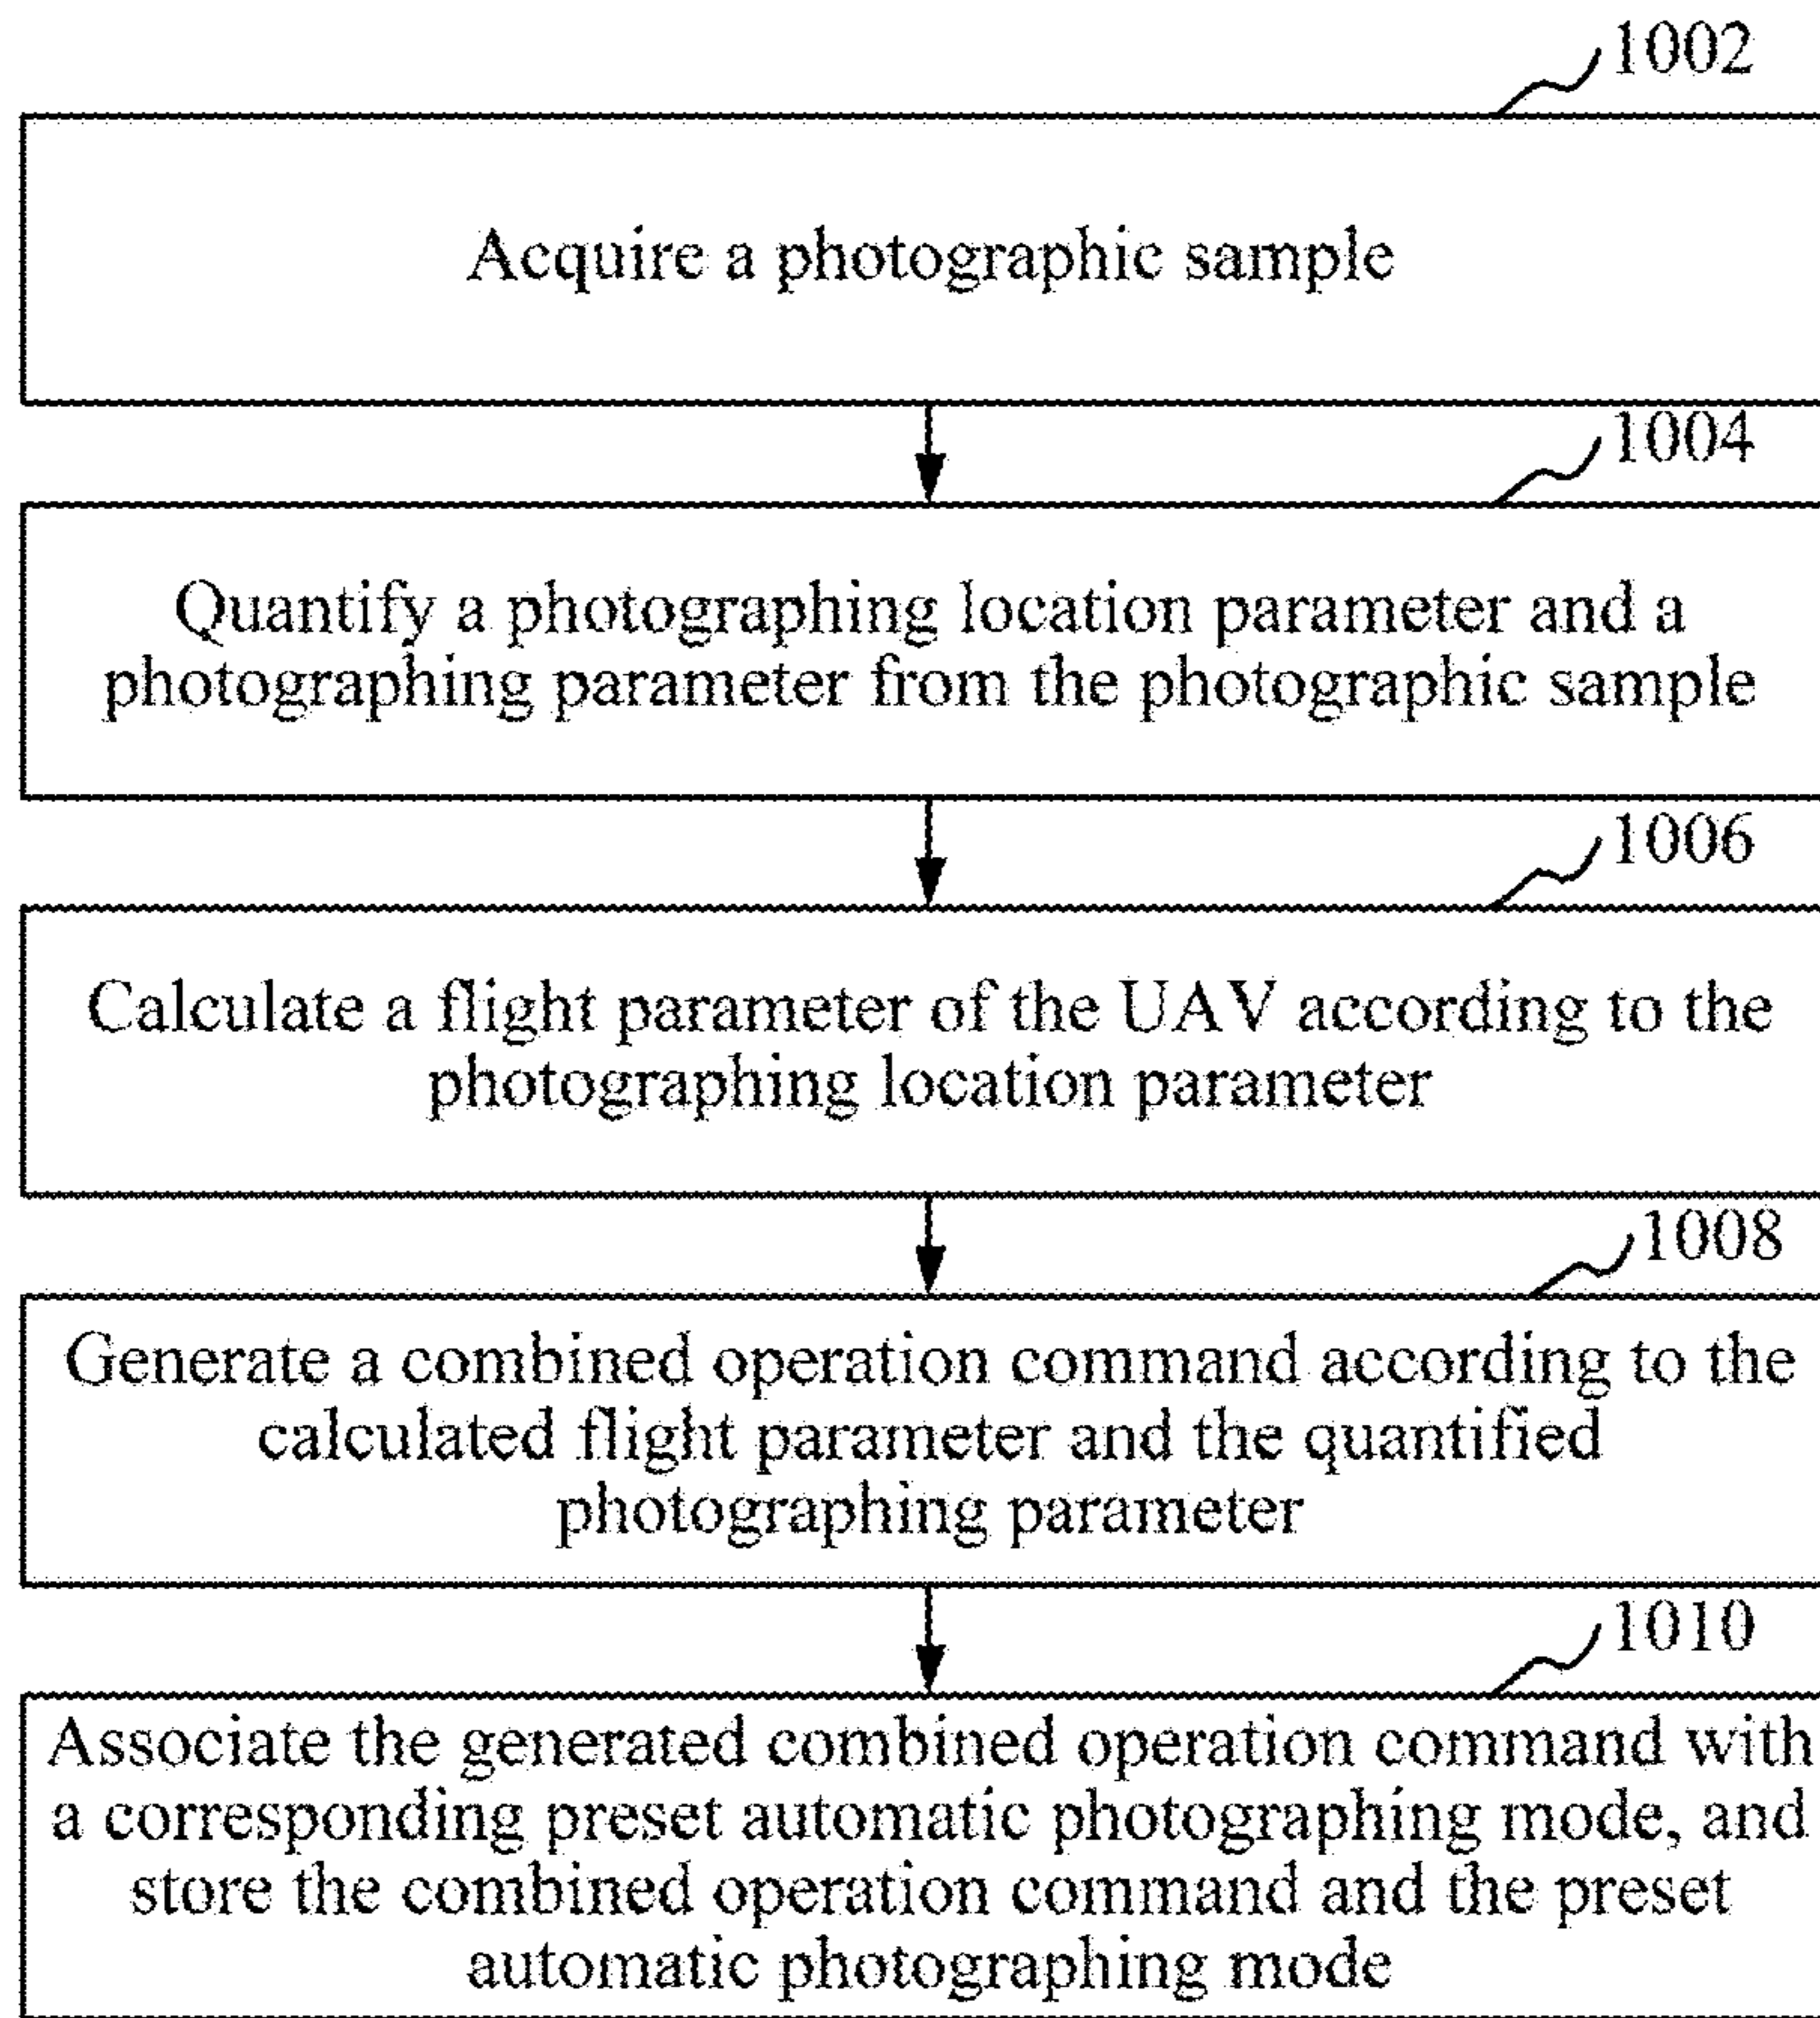 1002
Acquire a photographic sample
1004
Quantify a photographing location parameter and a
photographing parameter from the photographic sample
1006
Calculate a flight parameter of the UAV according to the
photographing location parameter
1008
Generate a combined operation command according to the
calculated flight parameter and the quantified
photographing parameter
1010
Associate the generated combined operation command with
a corresponding preset automatic photographing mode, and
store the combined operation command and the preset
automatic photographing mode